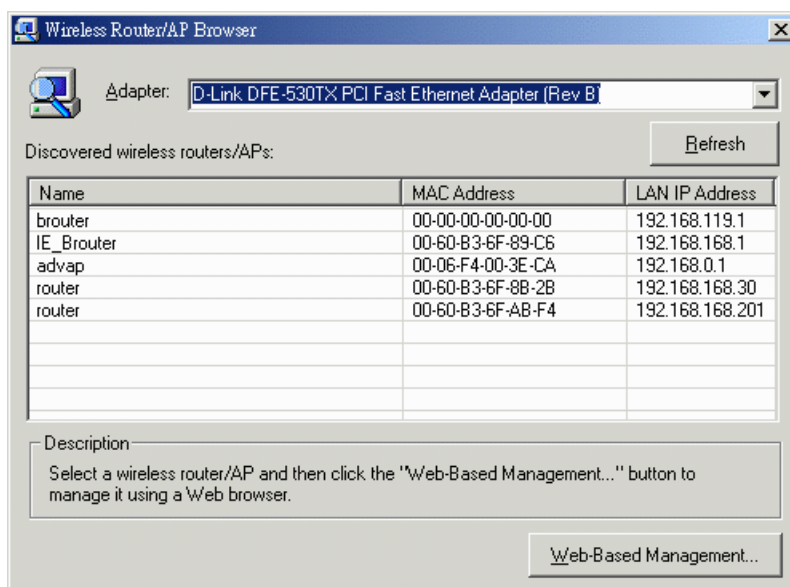 Wireless Router/AP Browser
Adapter: D-Link DFE-530TX PCI Fast Ethernet Adapter (Rev B)
Refresh
Discovered wireless routers/APs:
Name MAC Address LAN IP Address
brouter 00-00-00-00-00-00 192.168.119.1
IE_Brouter 00-60-B3-6F-89-C6 192.168.168.1
advap 00-06-F4-00-3E-CA 192.168.0.1
router 00-60-B3-6F-8B-2B 192.168.168.30
router 00-60-B3-6F-AB-F4 192.168.168.201
Description
Select a wireless router/AP and then click the "Web-Based Management..." button to
manage it using a Web browser.
Web-Based Management...